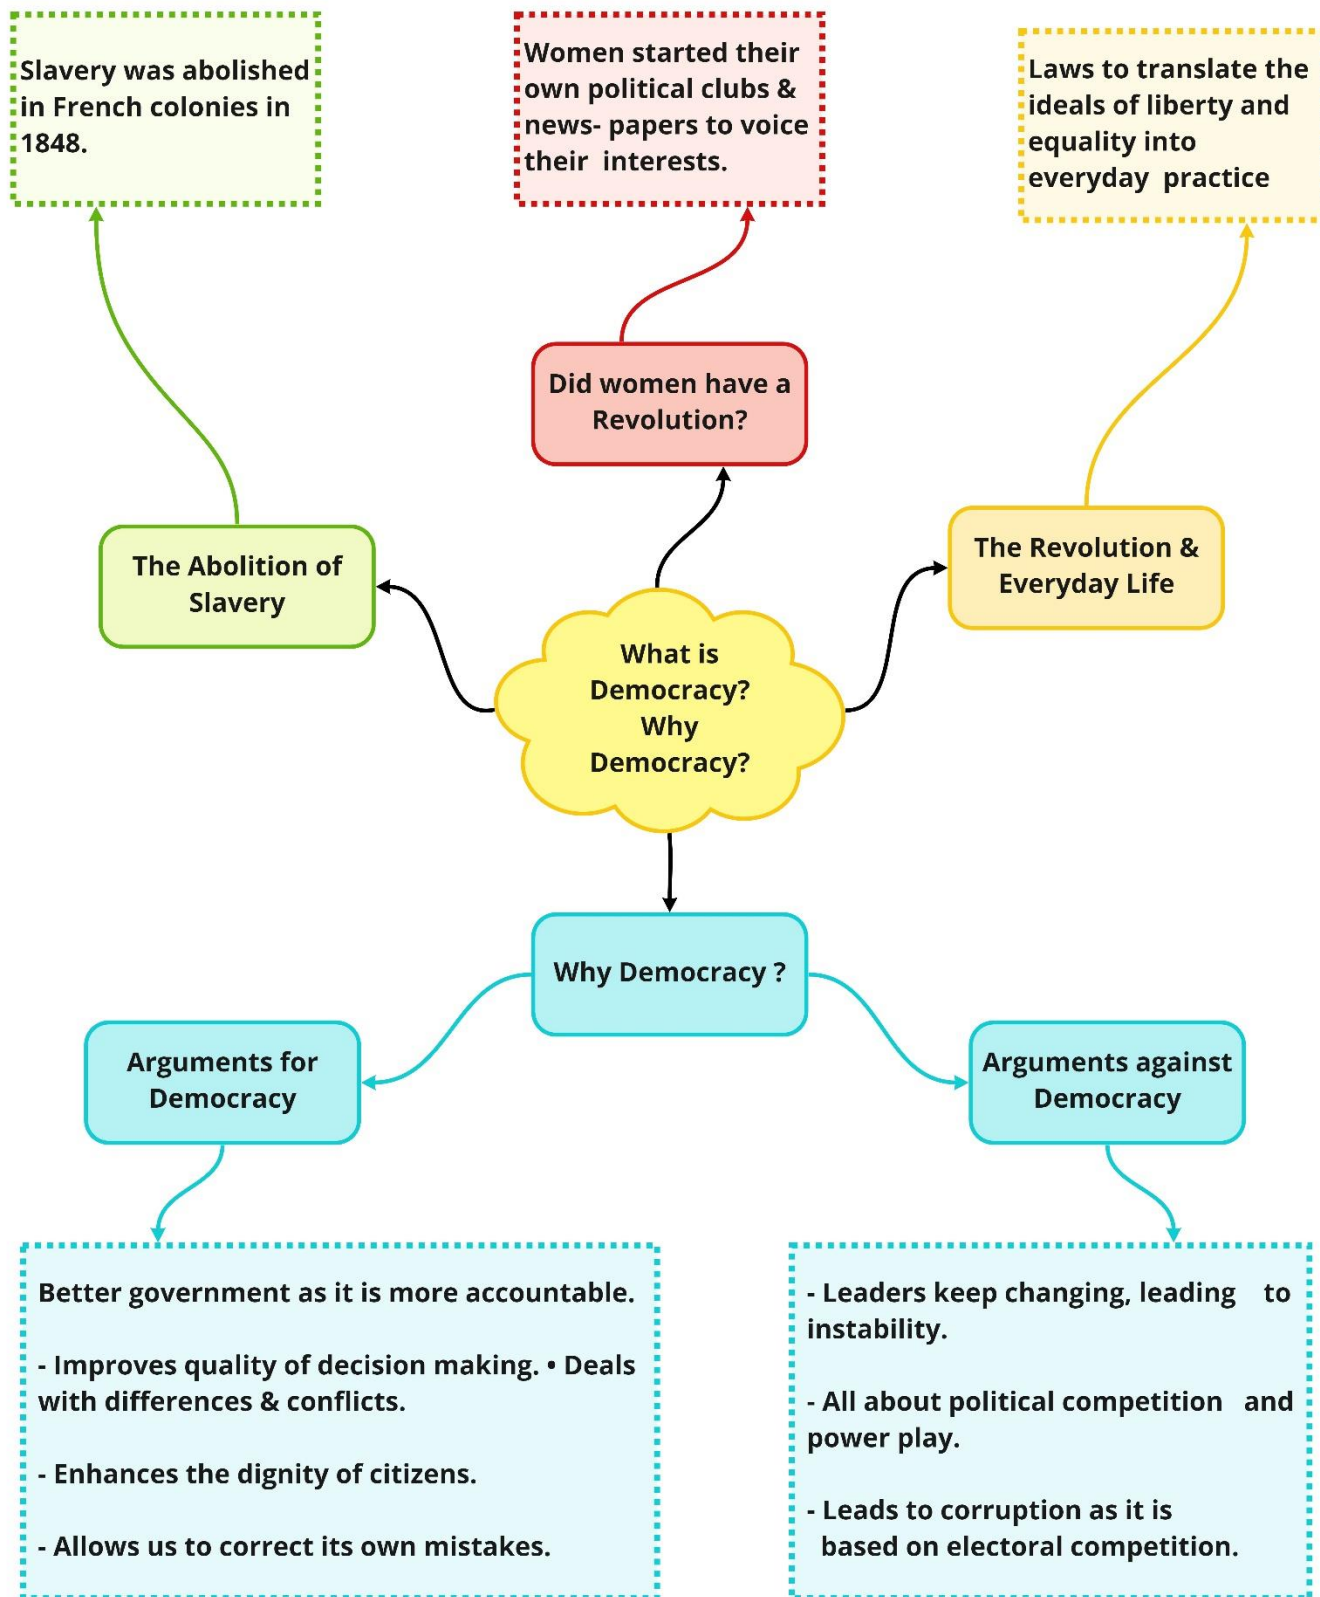 Slavery was abolished
in French colonies in
1848.
Women started their
own political clubs &
news- papers to voice
their interests.
Laws to translate the
ideals of liberty and
equality into
everyday practice
Did women have a
Revolution?
The Abolition of
Slavery
The Revolution &
Everyday Life
What is
Democracy?
Why
Democracy?
Why Democracy ?
Arguments for
Democracy
Arguments against
Democracy
Better government as it is more accountable.
- Improves quality of decision making. • Deals
with differences & conflicts.
- Enhances the dignity of citizens.
- Allows us to correct its own mistakes.
- Leaders keep changing, leading to
instability.
- All about political competition and
power play.
- Leads to corruption as it is
based on electoral competition.